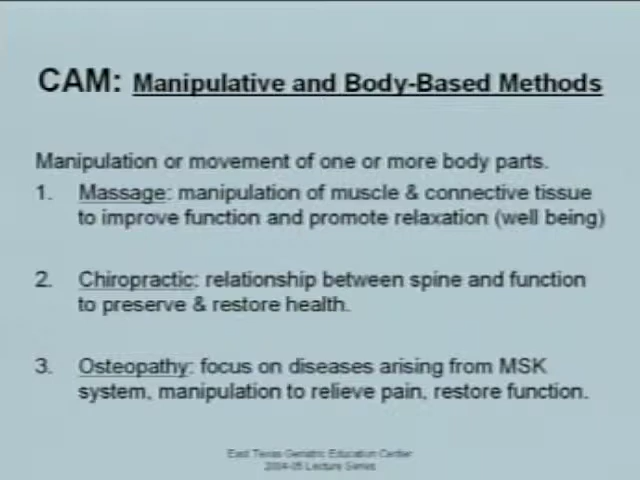 CAM: Manipulative and Body-Based Methods
Manipulation or movement of one or more body parts.
1. Massage: manipulation of muscle & connective tissue
to improve function and promote relaxation (well being)
2. Chiropractic: relationship between spine and function
to preserve & restore health.
3. Osteopathy: focus on diseases arising from MSK
system, manipulation to relieve pain, restore function.
East Texas Geriatric Education Center
2004-05 Lecture Series